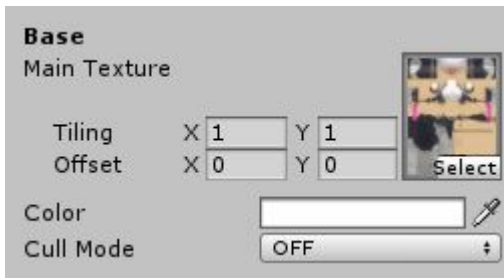 Base
Main Texture
Tiling X 1 Y 1
Offset X 0 Y 0
Select
Color
Cull Mode OFF